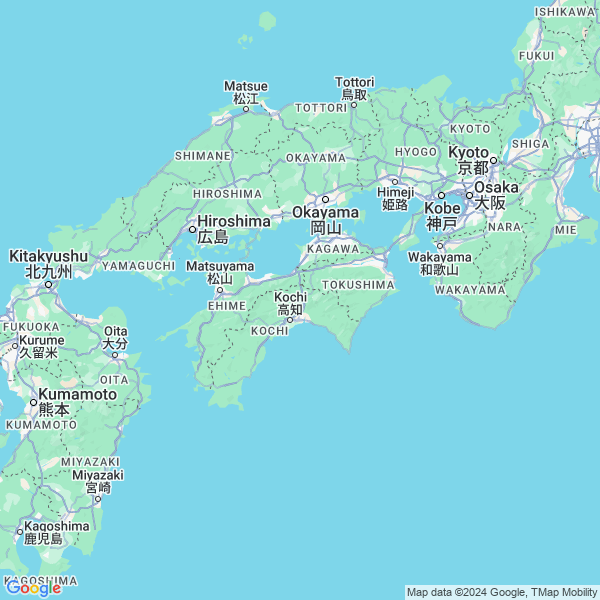 ISHIKAWA
FUKUI
Matsue
松江
Tottori
鳥取
TOTTORI
KYOTO
SHIGA
SHIMANE
OKAYAMA
HYOGO
Kyoto
京都
HIROSHIMA
Himeji
姫路
Kobe
神戸
Osaka
大阪
Okayama
岡山
Hiroshima
広島
NARA
MIE
KAGAWA
Wakayama
和歌山
Kitakyushu
北九州
YAMAGUCHI
Matsuyama
松山
TOKUSHIMA
WAKAYAMA
EHIME
Kochi
高知
KOCHI
FUKUOKA
Oita
大分
Kurume
久留米
OITA
Kumamoto
熊本
KUMAMOTO
MIYAZAKI
Miyazaki
宮崎
Kagoshima
鹿児島
KAGOSHIMA
Google
Map data ©2024 Google, TMap Mobility